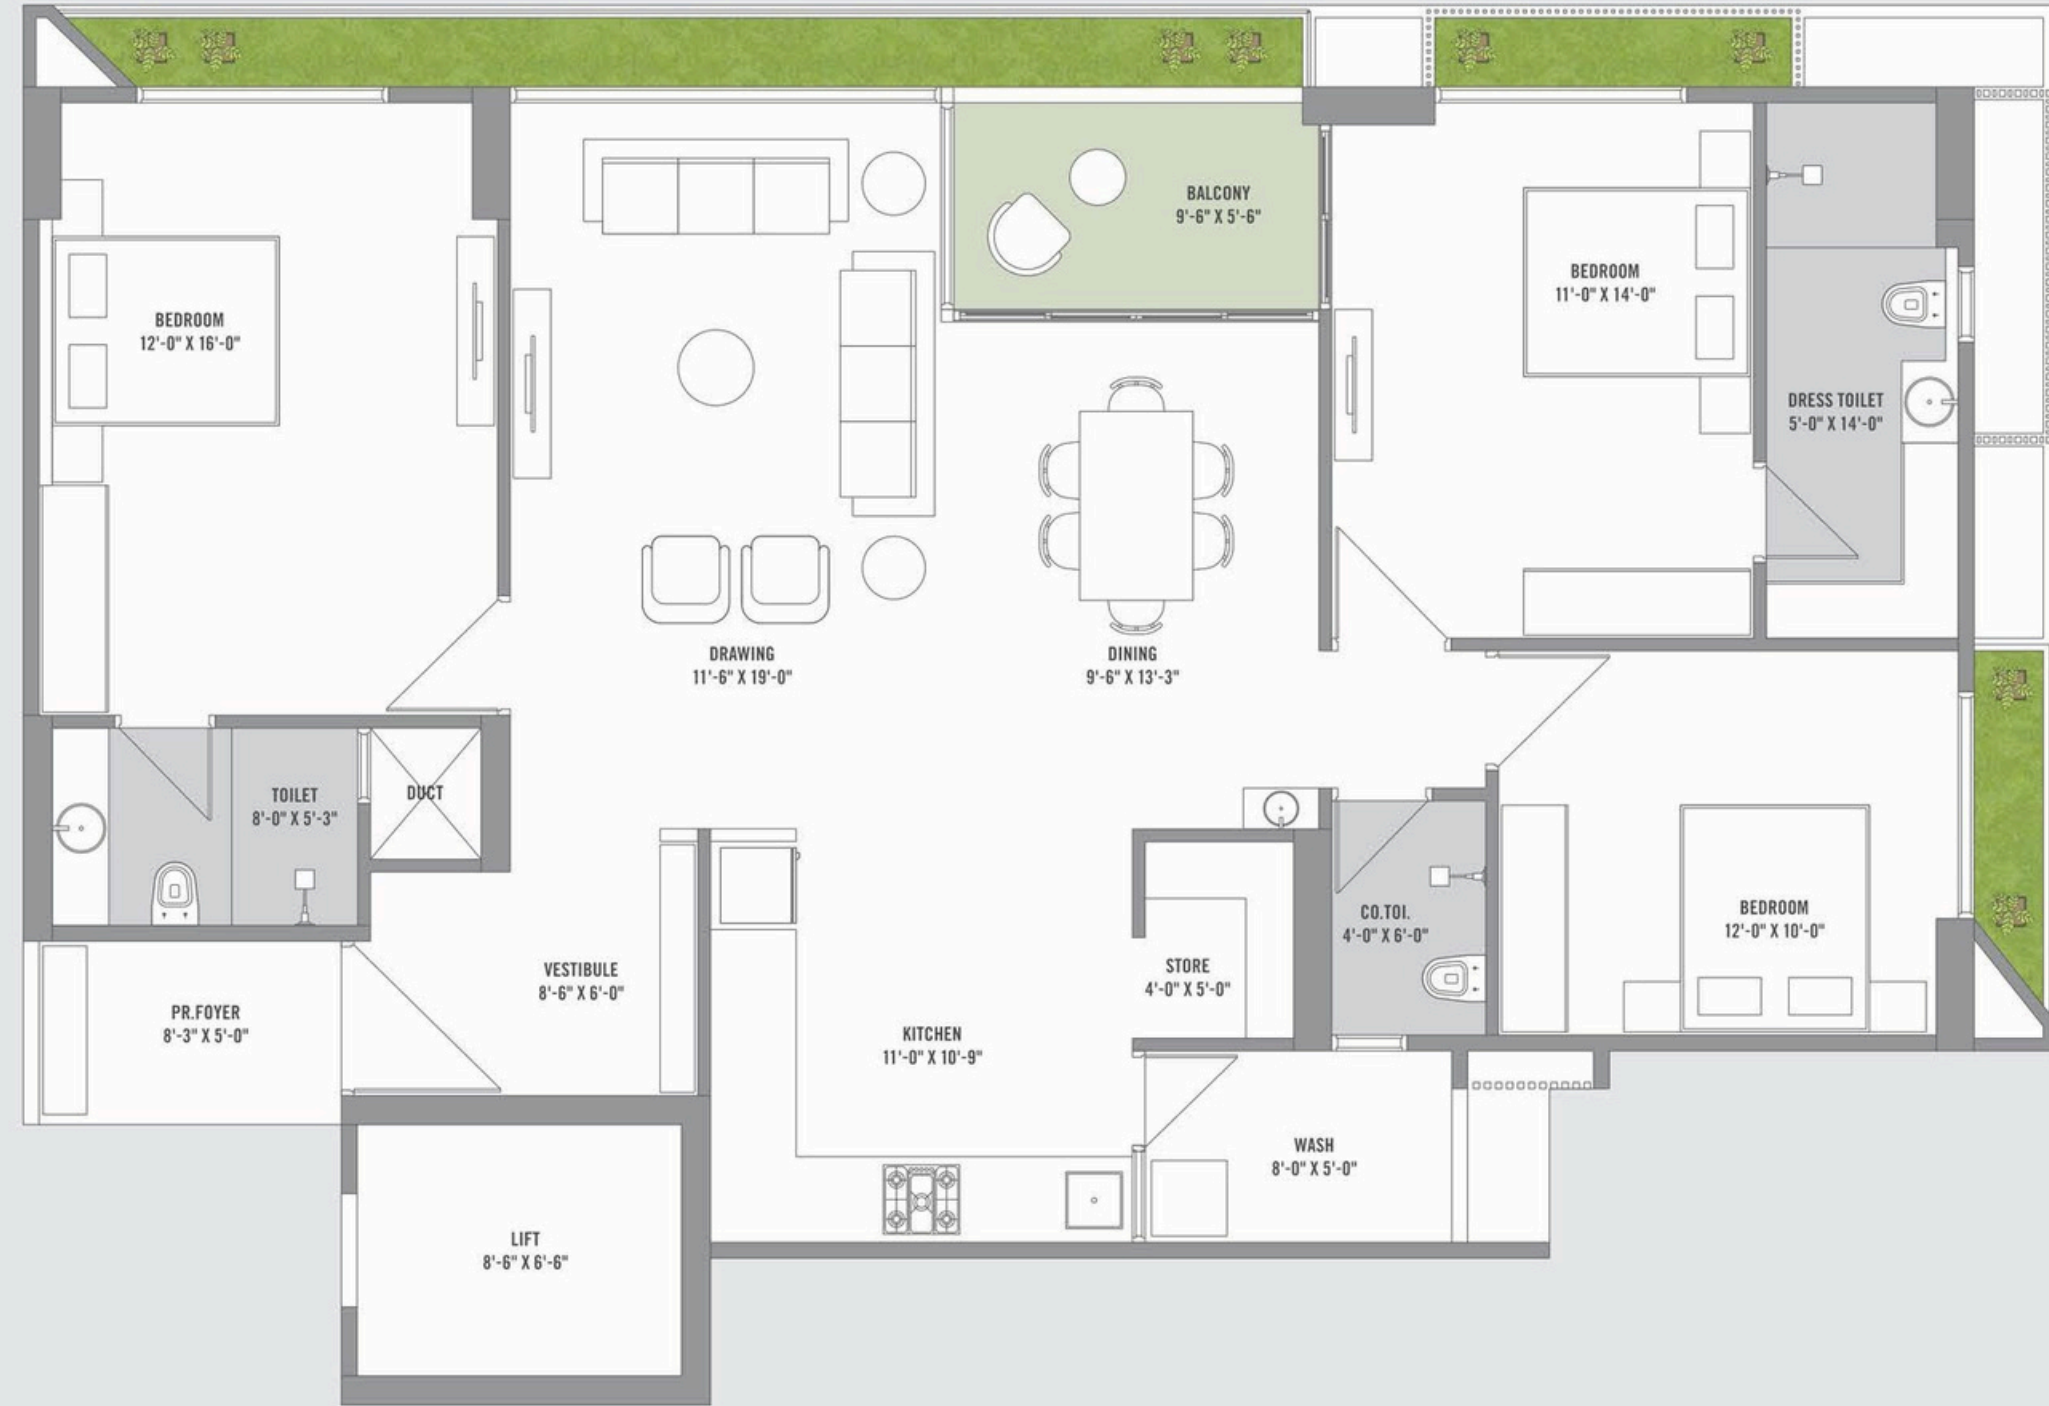 BALCONY
9'-6" X 5'-6"
BEDROOM
11'-0" X 14'-0"
BEDROOM
12'-0" X 16'-0"
DRESS TOILET
5'-0" X 14'-0"
DRAWING
11'-6" X 19'-0"
DINING
9'-6" X 13'-3"
TOILET
8'-0" X 5'-3"
DUCT
CO.TOI.
4'-0" X 6'-0"
BEDROOM
12'-0" X 10'-0"
VESTIBULE
8'-6" X 6'-0"
STORE
4'-0" X 5'-0"
PR.FOYER
8'-3" X 5'-0"
KITCHEN
11'-0" X 10'-9"
WASH
8'-0" X 5'-0"
LIFT
8'-6" X 6'-6"